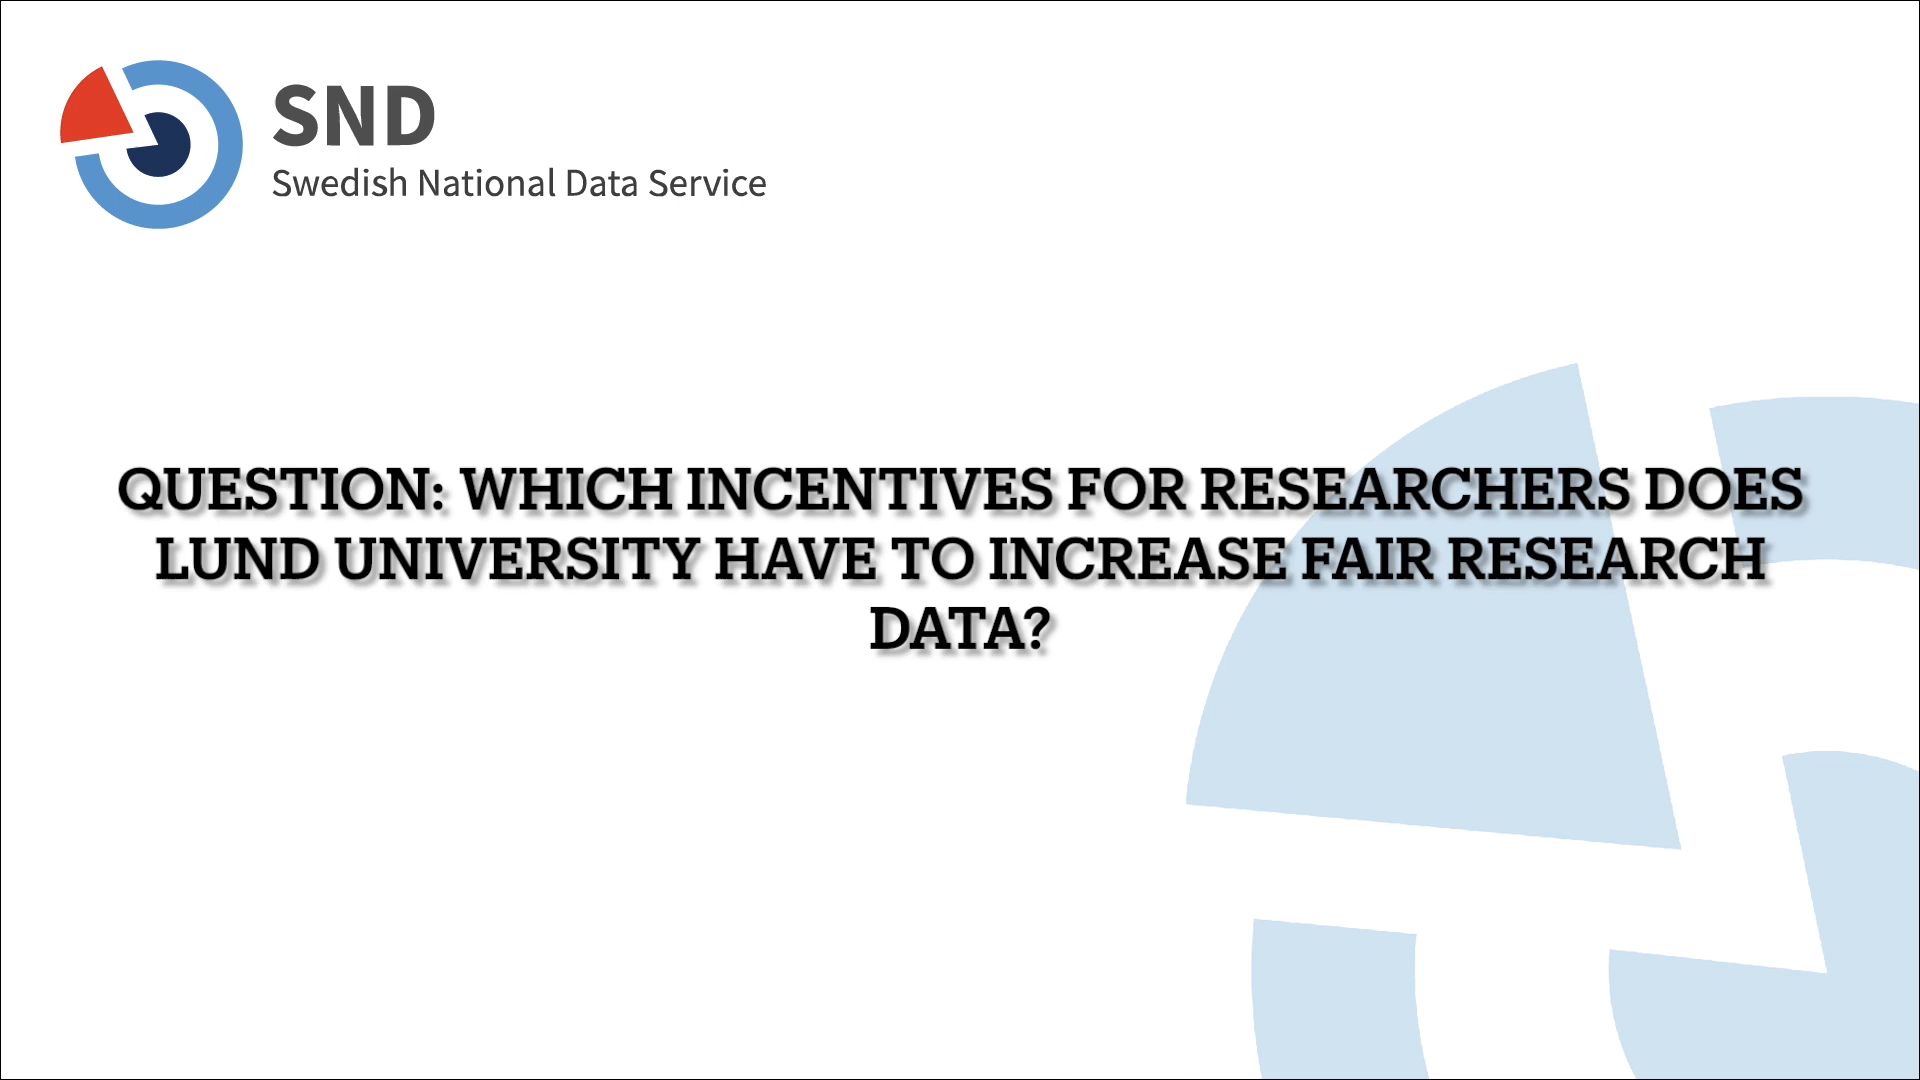 SND
Swedish National Data Service
QUESTION: WHICH INCENTIVES FOR RESEARCHERS DOES
LUND UNIVERSITY HAVE TO INCREASE FAIR RESEARCH
DATA?